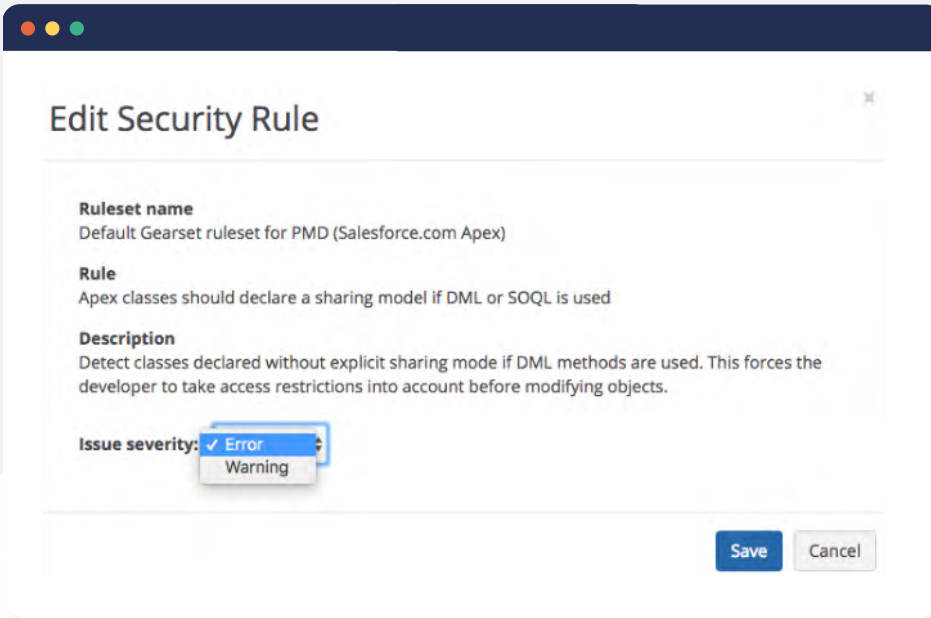 Edit Security Rule
Ruleset name
Default Gearset ruleset for PMD (Salesforce.com Apex)
Rule
Apex classes should declare a sharing model if DML or SOQL is used
Description
Detect classes declared without explicit sharing mode if DML methods are used. This forces the
developer to take access restrictions into account before modifying objects.
Issue severity: ✓ Error
Warning
Save Cancel